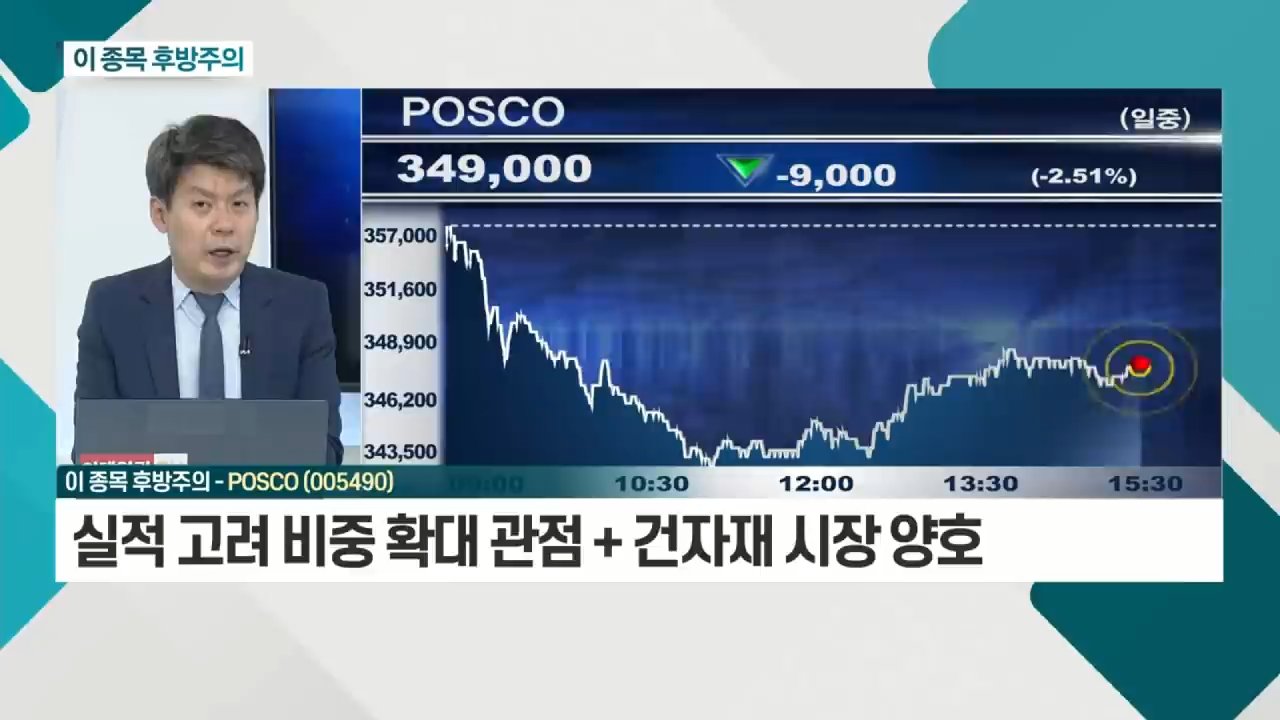 이 종목 후방주의
POSCO
(일중)
349,000
-9,000
(-2.51%)
357,000
351,600
348,900
346,200
343,500
09:00 10:30 12:00 13:30 15:30
이 종목 후방주의 - POSCO (005490)
실적 고려 비중 확대 관점 + 건자재 시장 양호